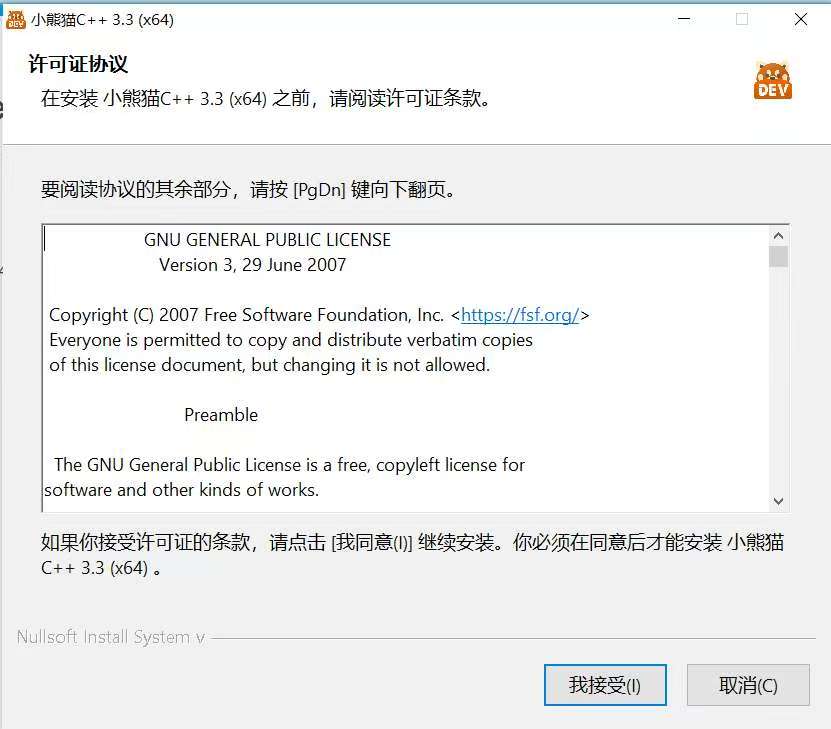 小熊猫C++ 3.3 (x64)
许可证协议
在安装 小熊猫C++ 3.3 (x64) 之前，请阅读许可证条款。
DEV
要阅读协议的其余部分，请按 [PgDn] 键向下翻页。
GNU GENERAL PUBLIC LICENSE
Version 3, 29 June 2007
Copyright (C) 2007 Free Software Foundation, Inc. <https://fsf.org/>
Everyone is permitted to copy and distribute verbatim copies
of this license document, but changing it is not allowed.
Preamble
The GNU General Public License is a free, copyleft license for
software and other kinds of works.
如果你接受许可证的条款，请点击 [我同意(I)] 继续安装。你必须在同意后才能安装 小熊猫
C++ 3.3 (x64) 。
Nullsoft Install System v
我接受(I)
取消(C)